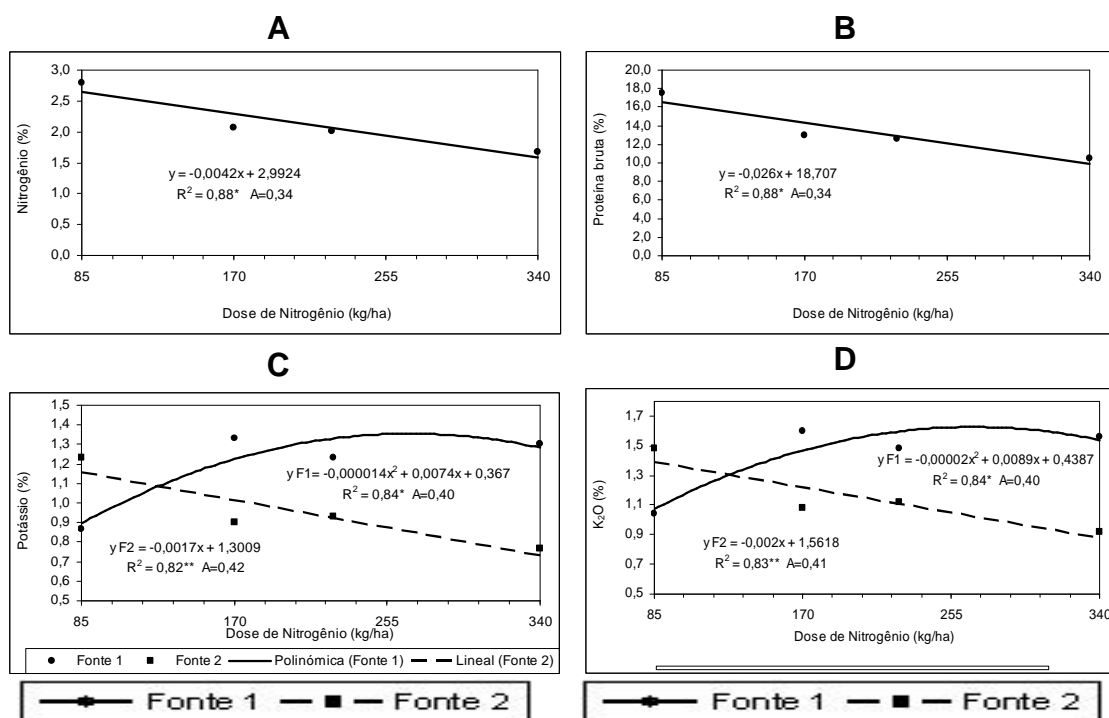 A
Nitrogênio (%)
3,0
2,5
2,0
1,5
1,0
0,5
0,0
y = -0,0042x + 2,9924
R² = 0,88* A=0,34
85 170 255 340
Dose de Nitrogênio (kg/ha)
B
Proteína bruta (%)
20,0
18,0
16,0
14,0
12,0
10,0
8,0
6,0
4,0
2,0
0,0
y = -0,026x + 18,707
R² = 0,88* A=0,34
85 170 255 340
Dose de Nitrogênio (kg/ha)
C
Potássio (%)
1,5
1,4
1,3
1,2
1,1
1,0
0,9
0,8
0,7
0,6
0,5
y F1= -0,000014x² + 0,0074x + 0,367
R² = 0,84* A=0,40
y F2 = -0,0017x + 1,3009
R² = 0,82** A=0,42
85 170 255 340
Dose de Nitrogênio (kg/ha)
Fonte 1 Fonte 2 Polinómica (Fonte 1) Lineal (Fonte 2)
Fonte 1 Fonte 2
D
K₂O (%)
1,7
1,5
1,3
1,1
0,9
0,7
0,5
y F1 = -0,00002x² + 0,0089x + 0,4387
R² = 0,84* A=0,40
y F2 = -0,002x + 1,5618
R² = 0,83** A=0,41
85 170 255 340
Dose de Nitrogênio (kg/ha)
Fonte 1 Fonte 2